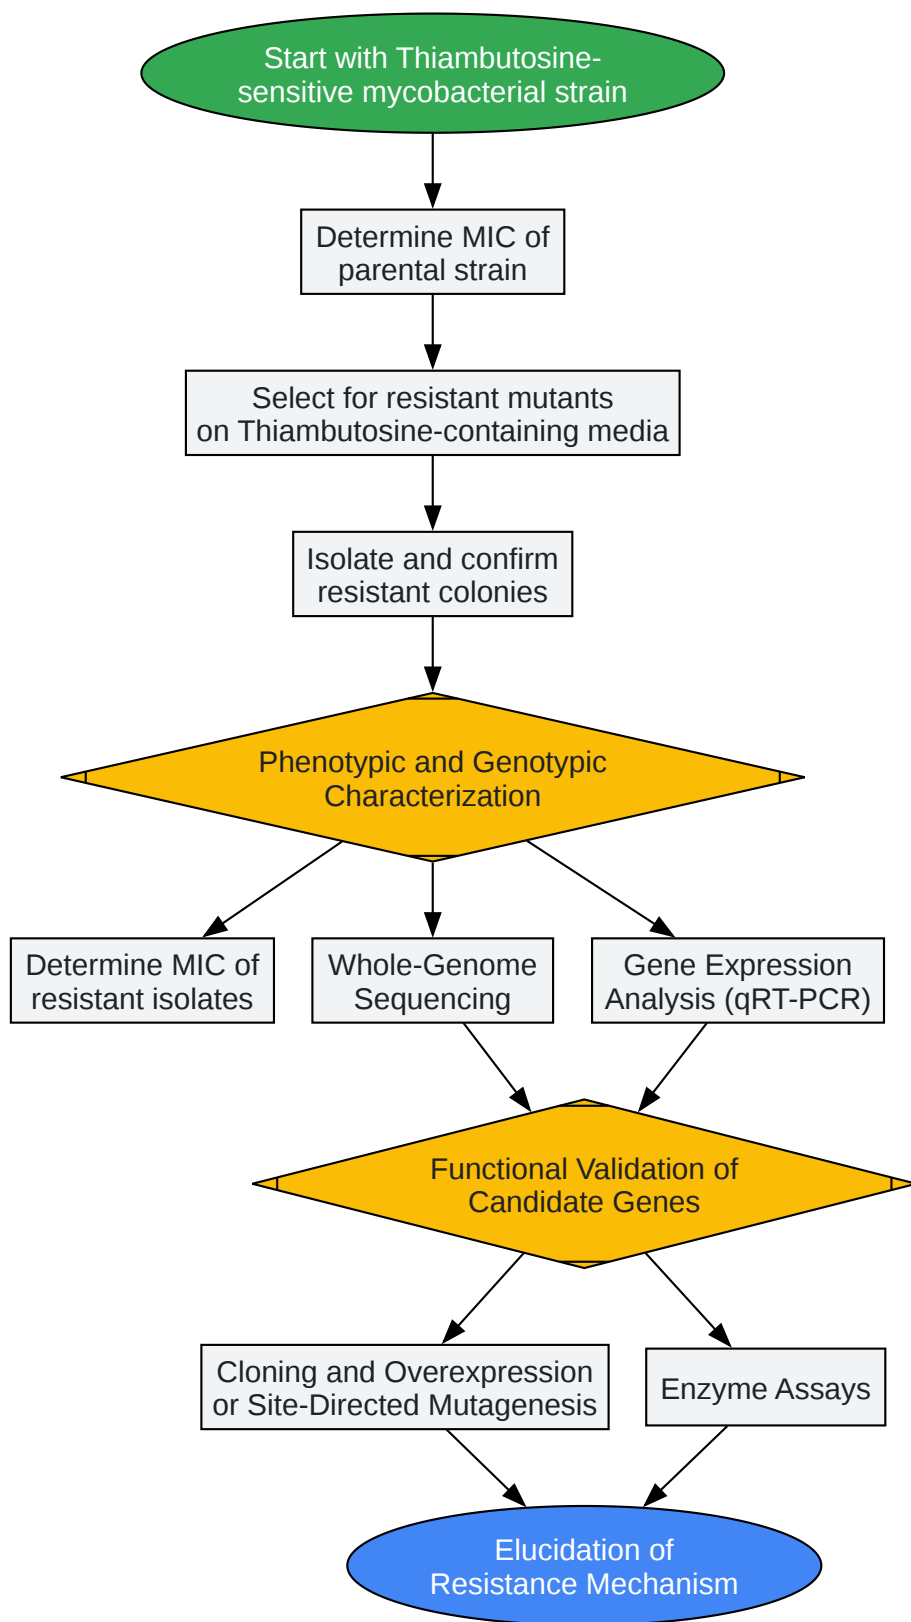 Start with Thiambutosine-
sensitive mycobacterial strain
Determine MIC of
parental strain
Select for resistant mutants
on Thiambutosine-containing media
Isolate and confirm
resistant colonies
Phenotypic and Genotypic
Characterization
Determine MIC of
resistant isolates
Whole-Genome
Sequencing
Gene Expression
Analysis (qRT-PCR)
Functional Validation of
Candidate Genes
Cloning and Overexpression
or Site-Directed Mutagenesis
Enzyme Assays
Elucidation of
Resistance Mechanism